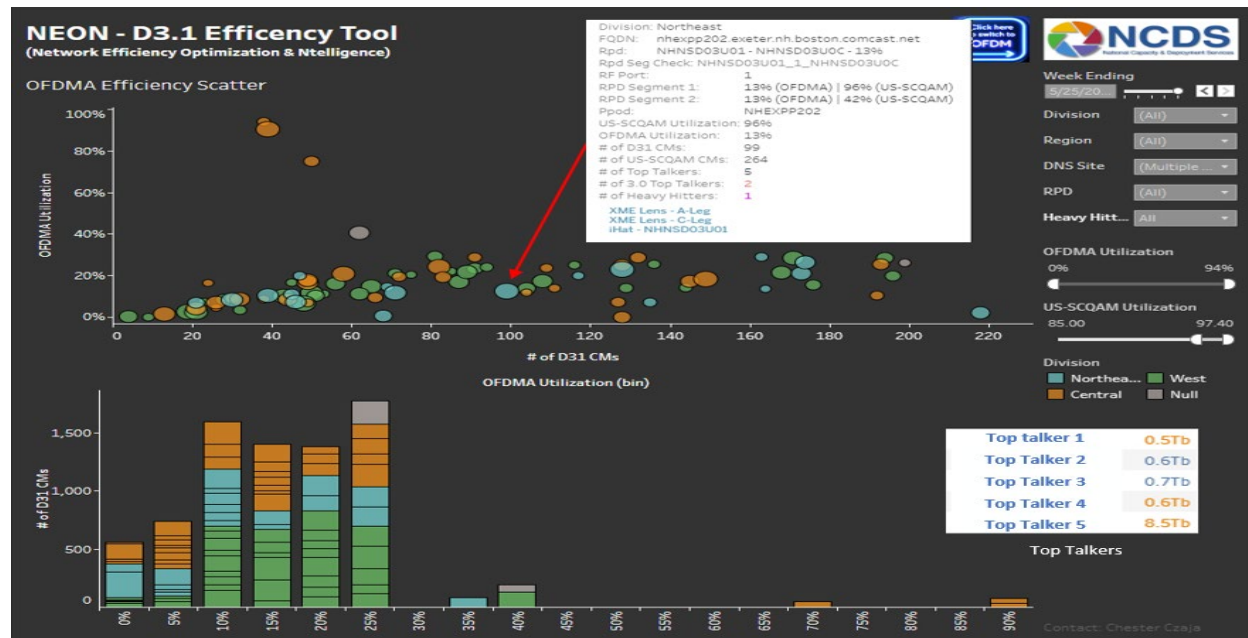 NEON - D3.1 Efficency Tool
(Network Efficiency Optimization & Ntelligence)
OFDMA Efficiency Scatter
Division: Northeast
FQDN: nhexpp202.exeter.nh.boston.comcast.net
Rpd: NHNSD03U01 - NHNSD03U0C - 13%
Rpd Seg Check: NHNSD03U01_1_NHNSD03U0C
RF Port: 1
RPD Segment 1: 13% (OFDMA) | 96% (US-SCQAM)
RPD Segment 2: 13% (OFDMA) | 42% (US-SCQAM)
Ppod: NHEXPP202
US-SCQAM Utilization: 96%
OFDMA Utilization: 13%
# of D31 CMs: 99
# of US-SCQAM CMs: 264
# of Top Talkers: 5
# of 3.0 Top Talkers: 2
# of Heavy Hitters: 1
XME Lens - A-Leg
XME Lens - C-Leg
iHat - NHNSD03U01
Click here
switch to
OFDM
NCDS
National Capacity & Deployment Services
Week Ending
5/25/20...
< >
Division (All)
Region (All)
DNS Site (Multiple ...
RPD (All)
Heavy Hitt... All
OFDMA Utilization
0% 94%
US-SCQAM Utilization
85.00 97.40
Division
Northea... West
Central Null
OFDMA Utilization
100%
80%
60%
40%
20%
0%
0 20 40 60 80 100 120 140 160 180 200 220
# of D31 CMs
OFDMA Utilization (bin)
# of D31 CMs
1,500
1,000
500
0
0% 5% 10% 15% 20% 25% 30% 35% 40% 45% 50% 55% 60% 65% 70% 75% 80% 85% 90%
Top talker 1 0.5Tb
Top Talker 2 0.6Tb
Top Talker 3 0.7Tb
Top Talker 4 0.6Tb
Top Talker 5 8.5Tb
Top Talkers
Contact: Chester Czaja